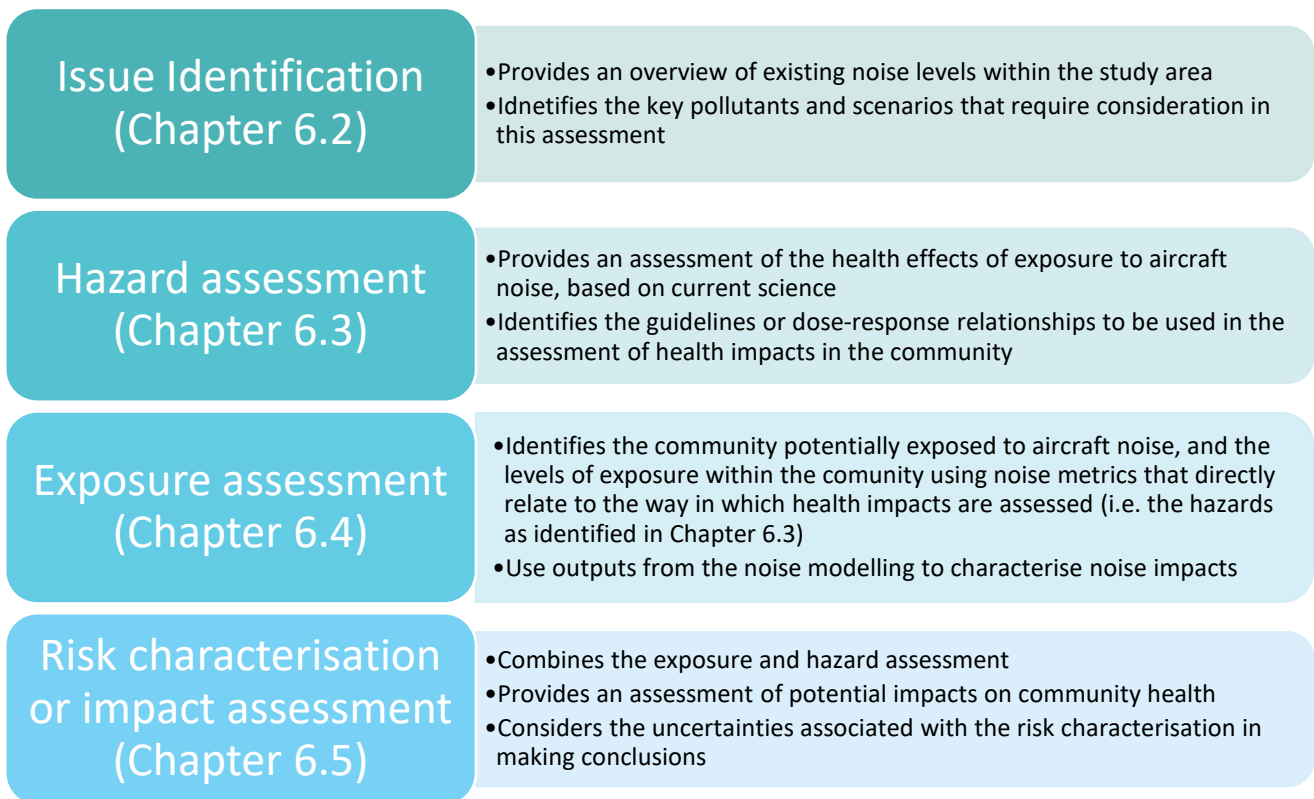 Issue Identification
(Chapter 6.2)
•Provides an overview of existing noise levels within the study area
•Idnetifies the key pollutants and scenarios that require consideration in
this assessment
Hazard assessment
(Chapter 6.3)
•Provides an assessment of the health effects of exposure to aircraft
noise, based on current science
•Identifies the guidelines or dose-response relationships to be used in the
assessment of health impacts in the community
Exposure assessment
(Chapter 6.4)
•Identifies the community potentially exposed to aircraft noise, and the
levels of exposure within the comunity using noise metrics that directly
relate to the way in which health impacts are assessed (i.e. the hazards
as identified in Chapter 6.3)
•Use outputs from the noise modelling to characterise noise impacts
Risk characterisation
or impact assessment
(Chapter 6.5)
•Combines the exposure and hazard assessment
•Provides an assessment of potential impacts on community health
•Considers the uncertainties associated with the risk characterisation in
making conclusions